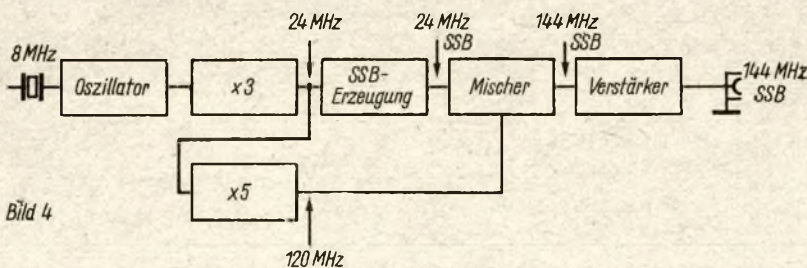 24 MHz
24 MHz
SSB
144 MHz
SSB
8 MHz
Oszillator
x3
SSB-
Erzeugung
Mischer
Verstärker
144 MHz
SSB
x5
Bild 4
120 MHz